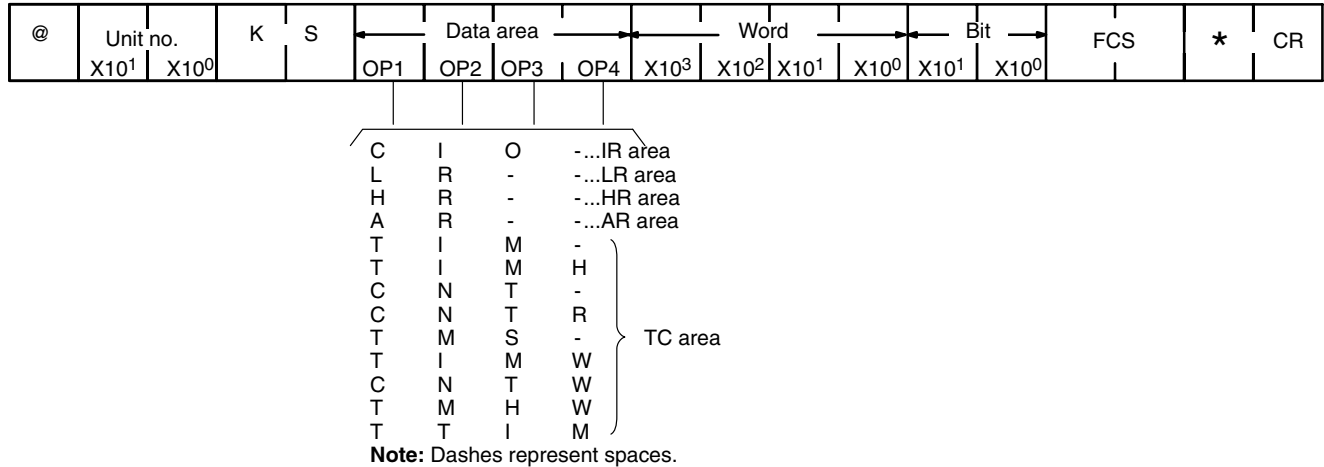 @ Unit no. K S Data area Word Bit FCS * CR
X10¹ X10⁰ OP1 OP2 OP3 OP4 X10³ X10² X10¹ X10⁰ X10¹ X10⁰
C I O -...IR area
L R - -...LR area
H R - -...HR area
A R - -...AR area
T I M -
T I M H
C N T -
C N T R
T M S - TC area
T I M W
C N T W
T M H W
T T I M
Note: Dashes represent spaces.